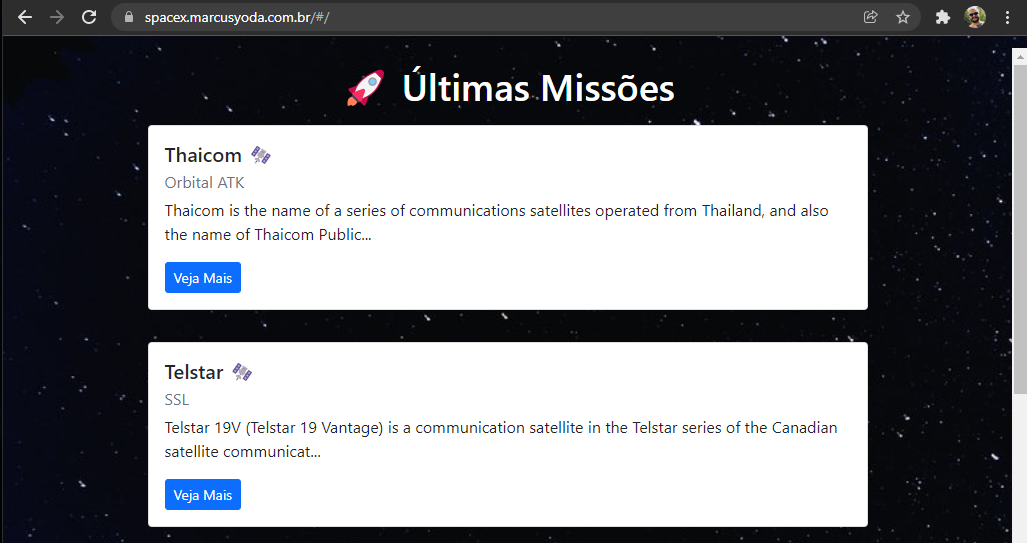 spacex.marcusyoda.com.br/#/
🚀 Últimas Missões
Thaicom 🛰️
Orbital ATK
Thaicom is the name of a series of communications satellites operated from Thailand, and also
the name of Thaicom Public...
Veja Mais
Telstar 🛰️
SSL
Telstar 19V (Telstar 19 Vantage) is a communication satellite in the Telstar series of the Canadian
satellite communicat...
Veja Mais